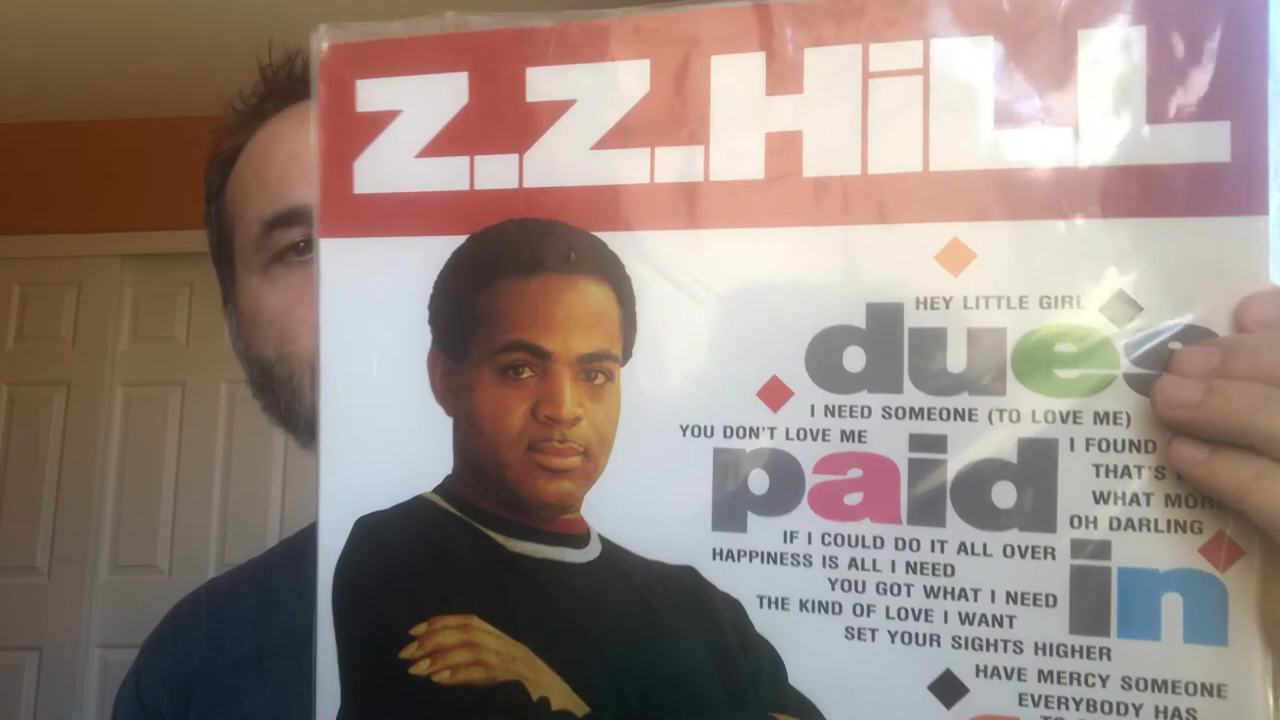 Z.Z.HiLL
HEY LITTLE GIRL
dues
I NEED SOMEONE (TO LOVE ME)
YOU DON'T LOVE ME
paid
I FOUND
THAT'S
WHAT MORE
OH DARLING
IF I COULD DO IT ALL OVER
HAPPINESS IS ALL I NEED
in
YOU GOT WHAT I NEED
THE KIND OF LOVE I WANT
SET YOUR SIGHTS HIGHER
HAVE MERCY SOMEONE
EVERYBODY HAS